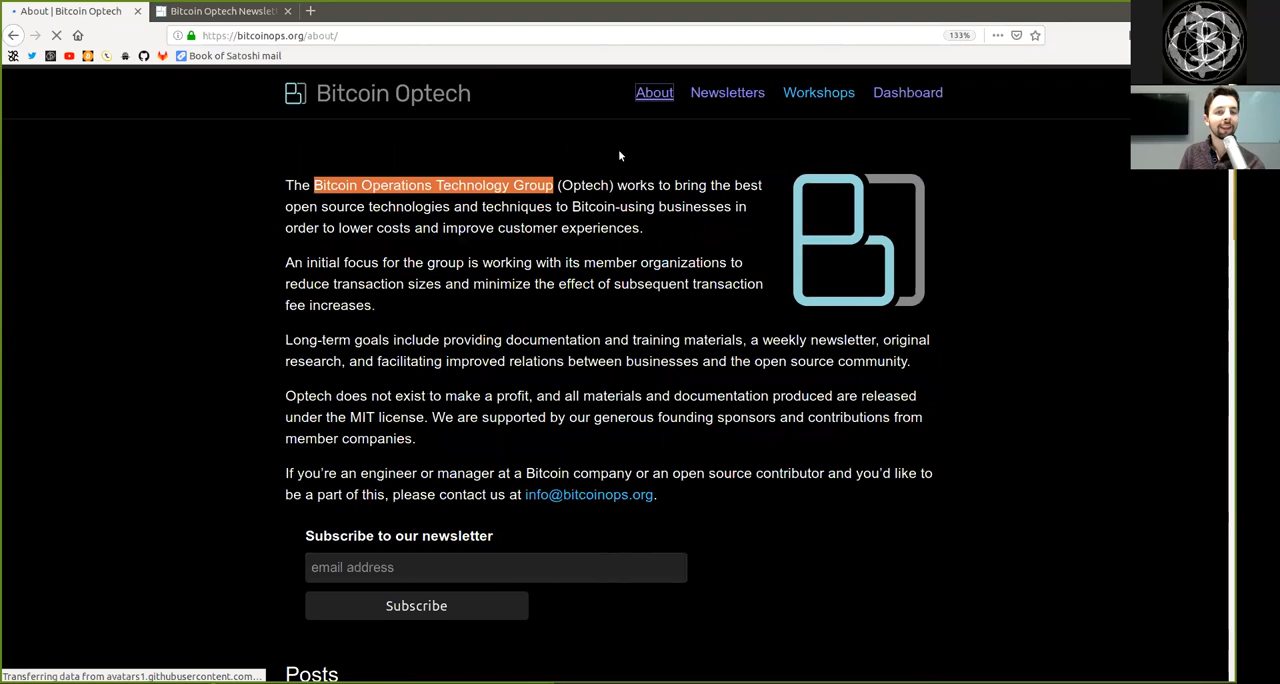 About | Bitcoin Optech
Bitcoin Optech Newslet
https://bitcoinops.org/about/
133%
Book of Satoshi mail
Bitcoin Optech
About Newsletters Workshops Dashboard
The Bitcoin Operations Technology Group (Optech) works to bring the best
open source technologies and techniques to Bitcoin-using businesses in
order to lower costs and improve customer experiences.
An initial focus for the group is working with its member organizations to
reduce transaction sizes and minimize the effect of subsequent transaction
fee increases.
Long-term goals include providing documentation and training materials, a weekly newsletter, original
research, and facilitating improved relations between businesses and the open source community.
Optech does not exist to make a profit, and all materials and documentation produced are released
under the MIT license. We are supported by our generous founding sponsors and contributions from
member companies.
If you’re an engineer or manager at a Bitcoin company or an open source contributor and you’d like to
be a part of this, please contact us at info@bitcoinops.org.
Subscribe to our newsletter
email address
Subscribe
Posts
Transferring data from avatars1.githubusercontent.com...